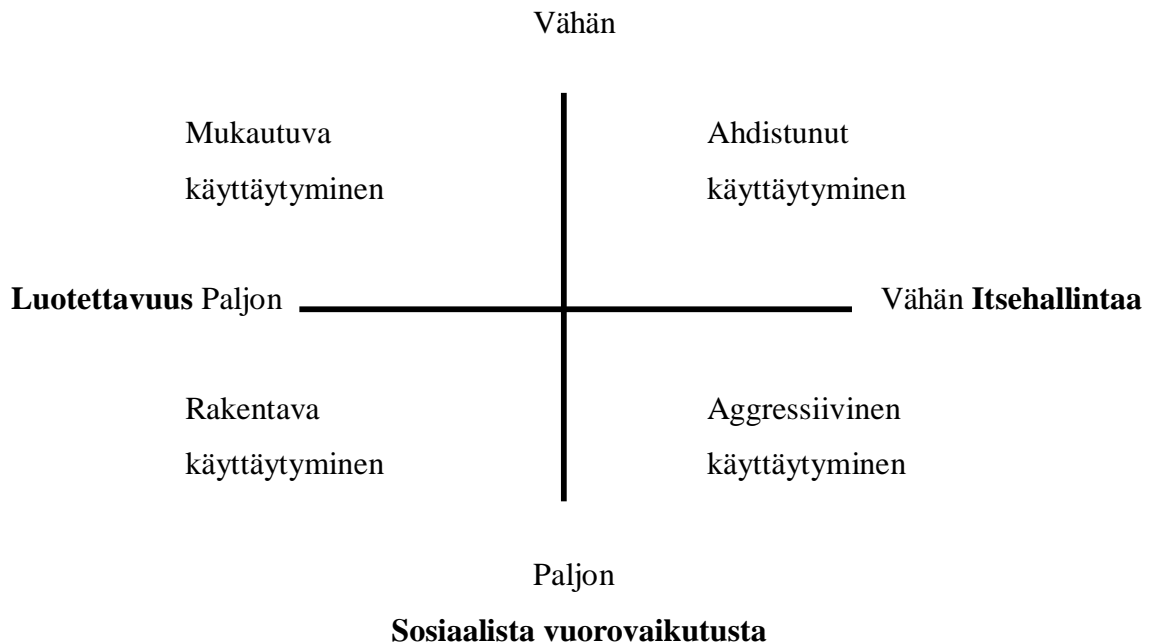 Vähän
Mukautuva
käyttäytyminen
Ahdistunut
käyttäytyminen
Luotettavuus Paljon
Vähän Itsehallintaa
Rakentava
käyttäytyminen
Aggressiivinen
käyttäytyminen
Paljon
Sosiaalista vuorovaikutusta